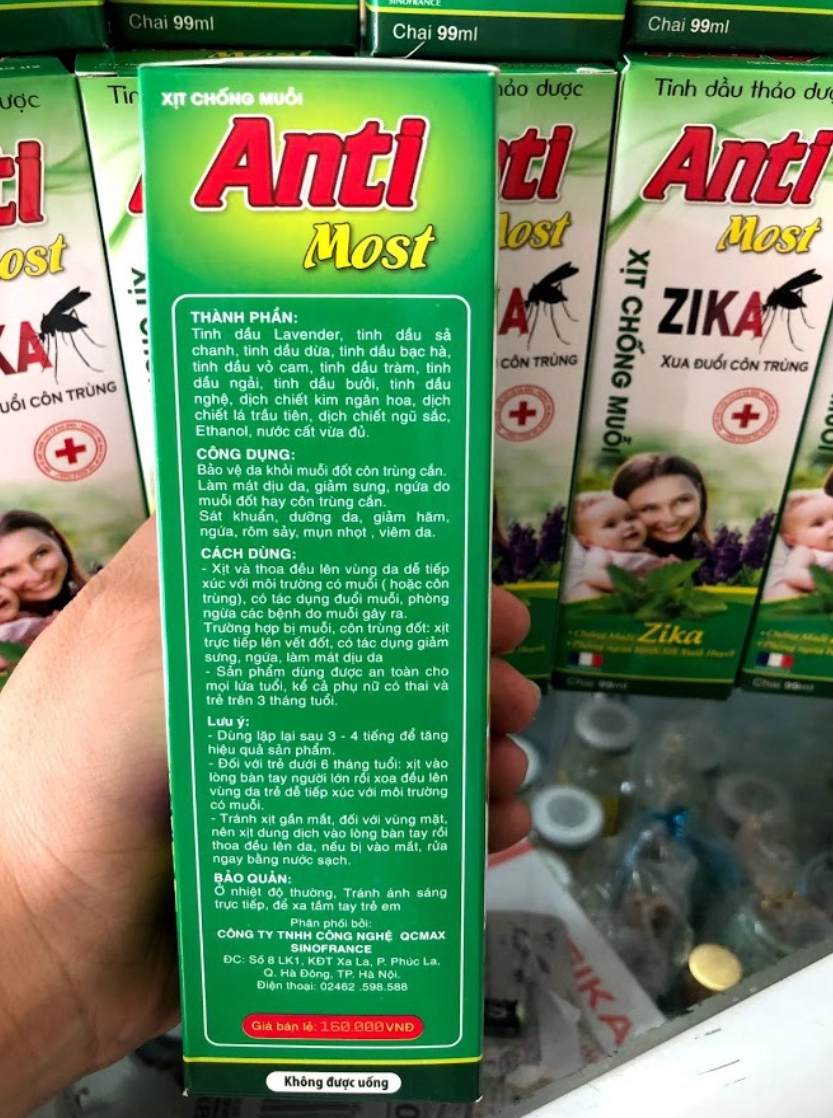 SINOFRANCE
Chai 99ml
Chai 99ml
Chai 99ml
XỊT CHỐNG MUỖI
Anti
Most
THÀNH PHẦN:
Tinh dầu Lavender, tinh dầu sả
chanh, tinh dầu dừa, tinh dầu bạc hà,
tinh dầu vỏ cam, tinh dầu tràm, tinh
dầu ngải, tinh dầu bưởi, tinh dầu
nghệ, dịch chiết kim ngân hoa, dịch
chiết lá trầu tiên, dịch chiết ngũ sắc,
Ethanol, nước cất vừa đủ.
CÔNG DỤNG:
Bảo vệ da khỏi muỗi đốt côn trùng cắn.
Làm mát dịu da, giảm sưng, ngứa do
muỗi đốt hay côn trùng cắn.
Sát khuẩn, dưỡng da, giảm hăm,
ngứa, rôm sảy, mụn nhọt , viêm da.
CÁCH DÙNG:
- Xịt và thoa đều lên vùng da dễ tiếp
xúc với môi trường có muỗi ( hoặc côn
trùng), có tác dụng đuổi muỗi, phòng
ngừa các bệnh do muỗi gây ra.
Trường hợp bị muỗi, côn trùng đốt: xịt
trực tiếp lên vết đốt, có tác dụng giảm
sưng, ngứa, làm mát dịu da
- Sản phẩm dùng được an toàn cho
mọi lứa tuổi, kể cả phụ nữ có thai và
trẻ trên 3 tháng tuổi.
Lưu ý:
- Dùng lặp lại sau 3 - 4 tiếng để tăng
hiệu quả sản phẩm.
- Đối với trẻ dưới 6 tháng tuổi: xịt vào
lòng bàn tay người lớn rồi xoa đều lên
vùng da trẻ dễ tiếp xúc với môi trường
có muỗi.
- Tránh xịt gần mắt, đối với vùng mặt,
nên xịt dung dịch vào lòng bàn tay rồi
thoa đều lên da, nếu bị vào mắt, rửa
ngay bằng nước sạch.
BẢO QUẢN:
Ở nhiệt độ thường, Tránh ánh sáng
trực tiếp, để xa tầm tay trẻ em
Phân phối bởi:
CÔNG TY TNHH CÔNG NGHỆ QCMAX
SINOFRANCE
ĐC: Số 8 LK1, KĐT Xa La, P. Phúc La,
Q. Hà Đông, TP. Hà Nội.
Điện thoại: 02462 .598.588
Giá bán lẻ: 160.000VNĐ
Không được uống
Tinh dầu thảo dược
Anti
Most
XỊT CHỐNG MUỖI
ZIKA
XUA ĐUỔI CÔN TRÙNG
Zika
Chai 99ml
CÔN TRÙNG